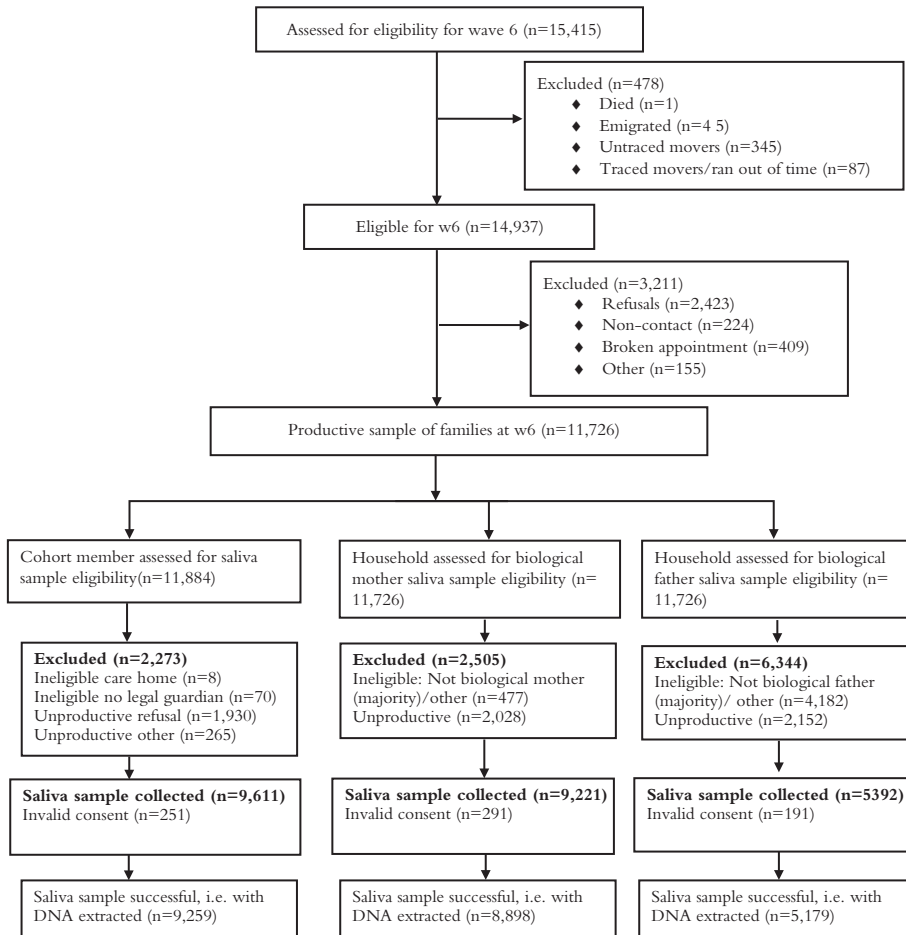 Assessed for eligibility for wave 6 (n=15,415)
Excluded (n=478)
♦ Died (n=1)
♦ Emigrated (n=4 5)
♦ Untraced movers (n=345)
♦ Traced movers/ran out of time (n=87)
Eligible for w6 (n=14,937)
Excluded (n=3,211)
♦ Refusals (n=2,423)
♦ Non-contact (n=224)
♦ Broken appointment (n=409)
♦ Other (n=155)
Productive sample of families at w6 (n=11,726)
Cohort member assessed for saliva
sample eligibility(n=11,884)
Household assessed for biological
mother saliva sample eligibility (n=
11,726)
Household assessed for biological
father saliva sample eligibility (n=
11,726)
Excluded (n=2,273)
Ineligible care home (n=8)
Ineligible no legal guardian (n=70)
Unproductive refusal (n=1,930)
Unproductive other (n=265)
Excluded (n=2,505)
Ineligible: Not biological mother
(majority)/other (n=477)
Unproductive (n=2,028)
Excluded (n=6,344)
Ineligible: Not biological father
(majority)/ other (n=4,182)
Unproductive (n=2,152)
Saliva sample collected (n=9,611)
Invalid consent (n=251)
Saliva sample collected (n=9,221)
Invalid consent (n=291)
Saliva sample collected (n=5392)
Invalid consent (n=191)
Saliva sample successful, i.e. with
DNA extracted (n=9,259)
Saliva sample successful, i.e. with
DNA extracted (n=8,898)
Saliva sample successful, i.e. with
DNA extracted (n=5,179)